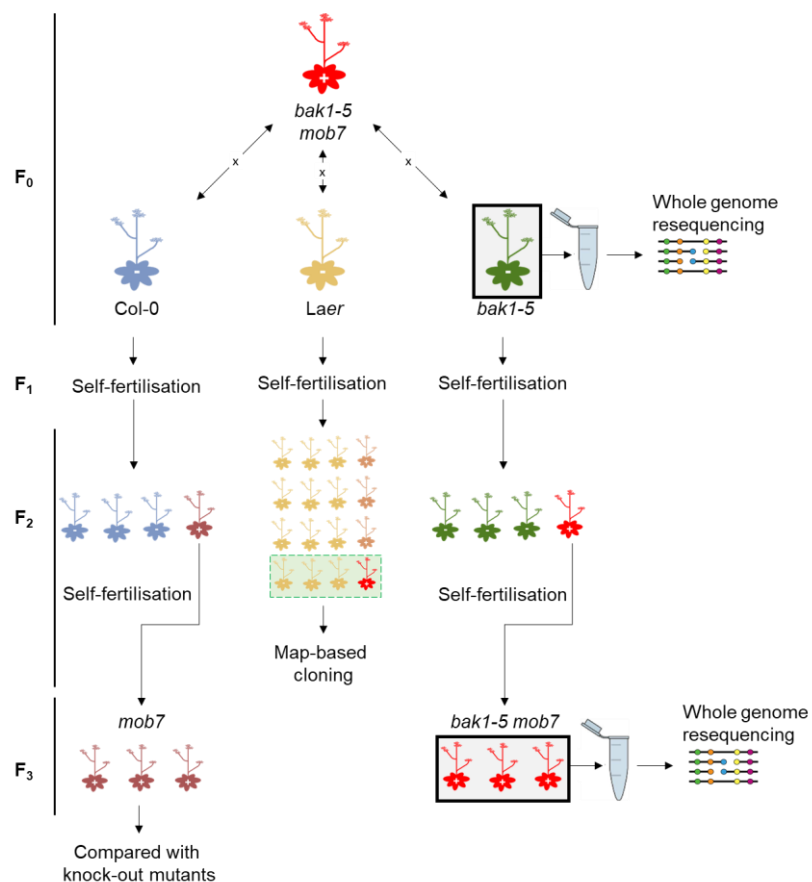 bak1-5
mob7
F0
x
x
x
Whole genome
resequencing
Col-0
Laer
bak1-5
F1
Self-fertilisation
Self-fertilisation
Self-fertilisation
F2
Self-fertilisation
Self-fertilisation
Map-based
cloning
F3
mob7
bak1-5 mob7
Whole genome
resequencing
Compared with
knock-out mutants